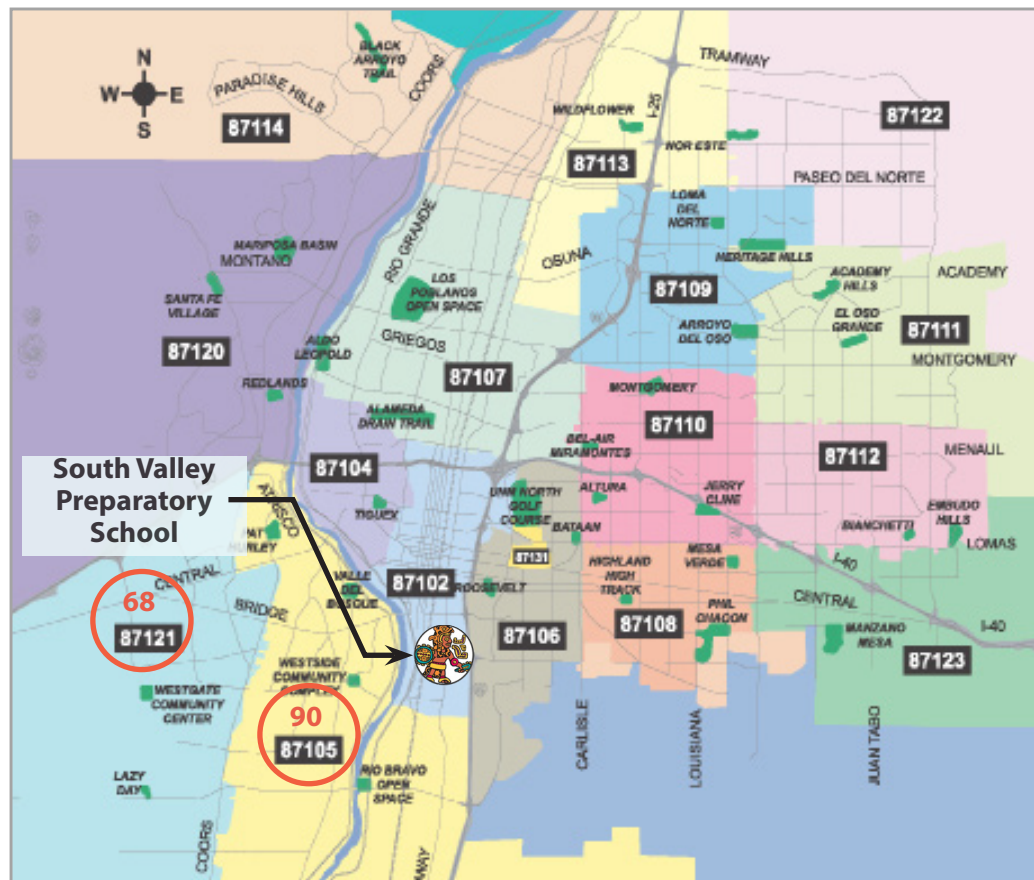 BLACK
ARROYO
TRAIL
COORS
N
W
E
S
PARADISE HILLS
87114
TRAMWAY
WILDFLOWER
I-25
87122
NOR ESTE
87113
PASEO DEL NORTE
LOMA
DEL
NORTE
RIO GRANDE
MARIPOSA BASIN
MONTANO
OSUNA
HERITAGE HILLS
ACADEMY
HILLS
ACADEMY
LOS
POBLANOS
OPEN SPACE
87109
SANTA FE
VILLAGE
EL OSO
GRANDE
87111
ARROYO
DEL OSO
GRIEGOS
87120
ALDO
LEOPOLD
MONTGOMERY
87107
REDLANDS
MONTGOMERY
ALAMEDA
DRAIN TRAIL
87110
BEL-AIR
MIRAMONTES
MENAUL
87112
87104
South Valley
Preparatory
School
ATRISCO
UNM NORTH
GOLF
COURSE
ALTURA
JERRY
CLINE
EMBUDO
HILLS
TIGUEX
BATAAN
BIANCHETTI
LOMAS
PAT
HURLEY
87131
MESA
VERDE
I-40
HIGHLAND
HIGH
TRACK
CENTRAL
VALLE
DEL
BOSQUE
87102
ROOSEVELT
CENTRAL
68
BRIDGE
PHIL
CHACON
I-40
87121
87106
87108
MANZANO
MESA
87123
WESTSIDE
COMMUNITY
COMPLEX
WESTGATE
COMMUNITY
CENTER
90
87105
CARLISLE
LOUISIANA
JUAN TABO
RIO BRAVO
OPEN
SPACE
LAZY
DAY
COORS
WAY